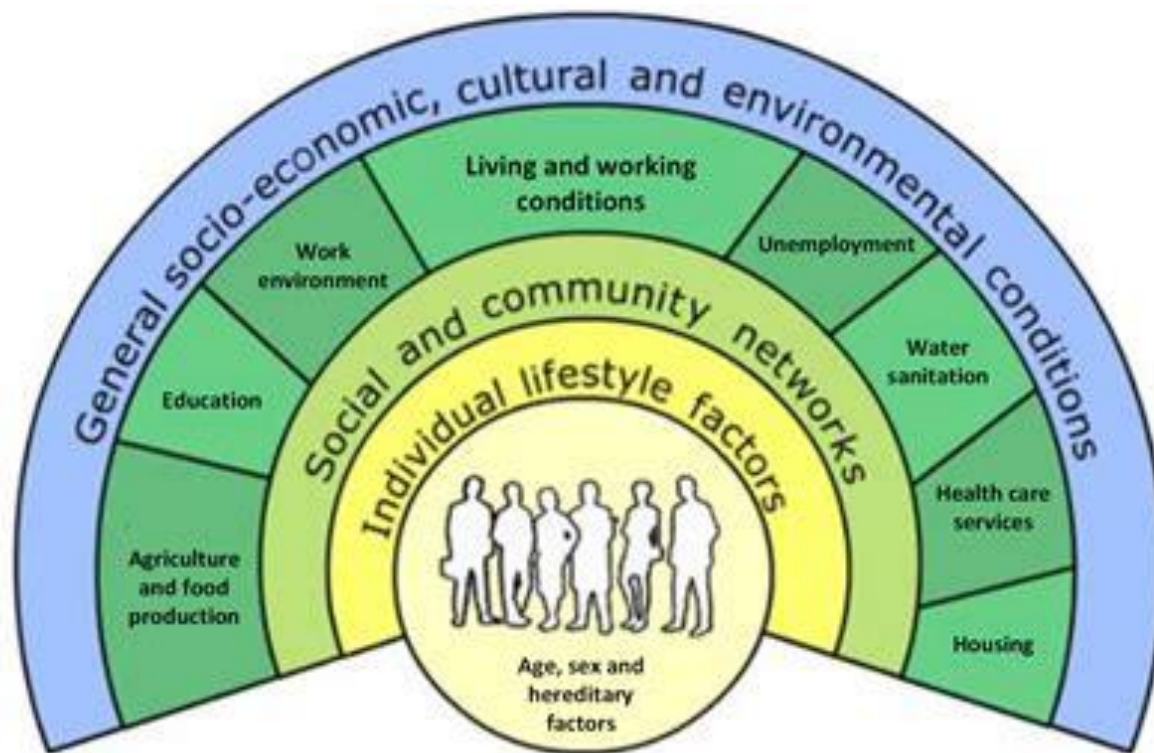 General socio-economic, cultural and environmental conditions
Living and working
conditions
Work
environment
Unemployment
Education
Water
sanitation
Agriculture
and food
production
Health care
services
Housing
Social and community networks
Individual lifestyle factors
Age, sex and
hereditary
factors